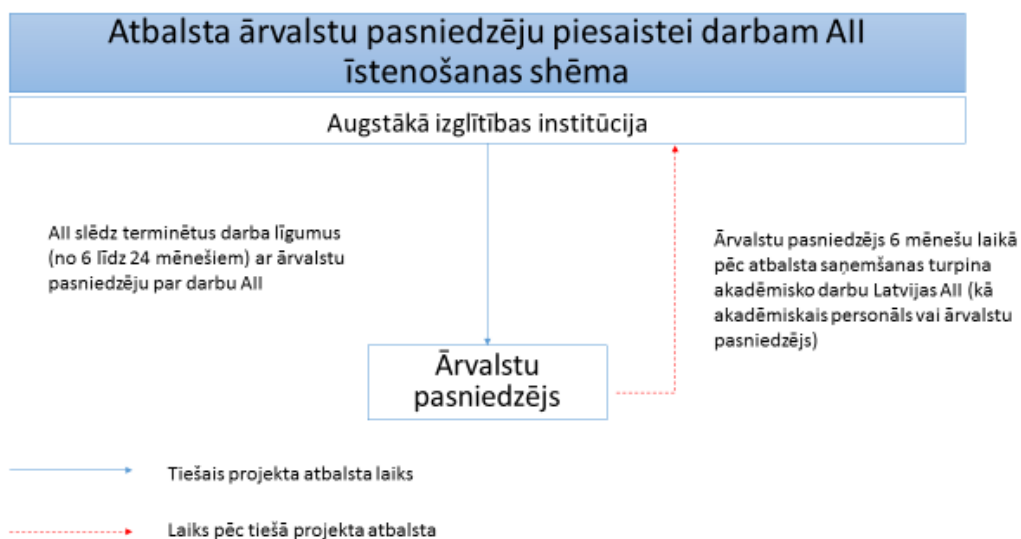 Atbalsta ārvalstu pasniedzēju piesaistei darbam AII
īstenošanas shēma
Augstākā izglītības institūcija
AII slēdz terminētus darba līgumus
(no 6 līdz 24 mēnešiem) ar ārvalstu
pasniedzēju par darbu AII
Ārvalstu pasniedzējs 6 mēnešu laikā
pēc atbalsta saņemšanas turpina
akadēmisko darbu Latvijas AII (kā
akadēmiskais personāls vai ārvalstu
pasniedzējs)
Ārvalstu
pasniedzējs
Tiešais projekta atbalsta laiks
Laiks pēc tiešā projekta atbalsta